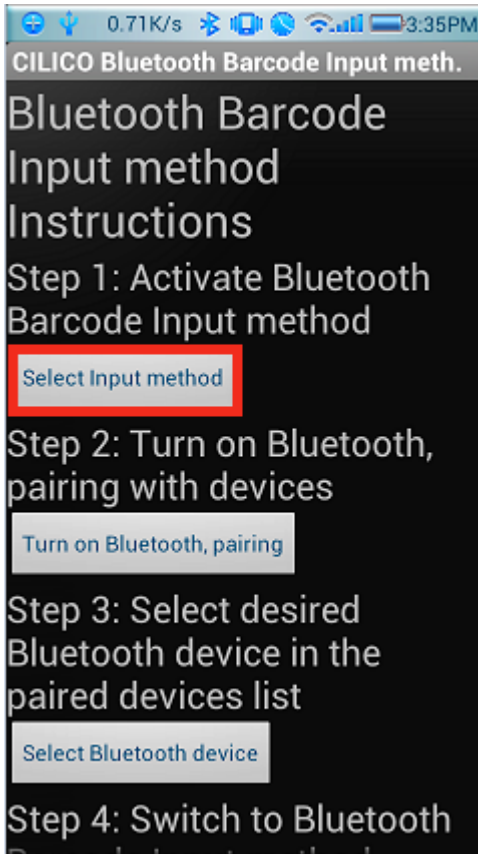 0.71K/s 3:35PM
CILICO Bluetooth Barcode Input meth.
Bluetooth Barcode
Input method
Instructions
Step 1: Activate Bluetooth
Barcode Input method
Select Input method
Step 2: Turn on Bluetooth,
pairing with devices
Turn on Bluetooth, pairing
Step 3: Select desired
Bluetooth device in the
paired devices list
Select Bluetooth device
Step 4: Switch to Bluetooth